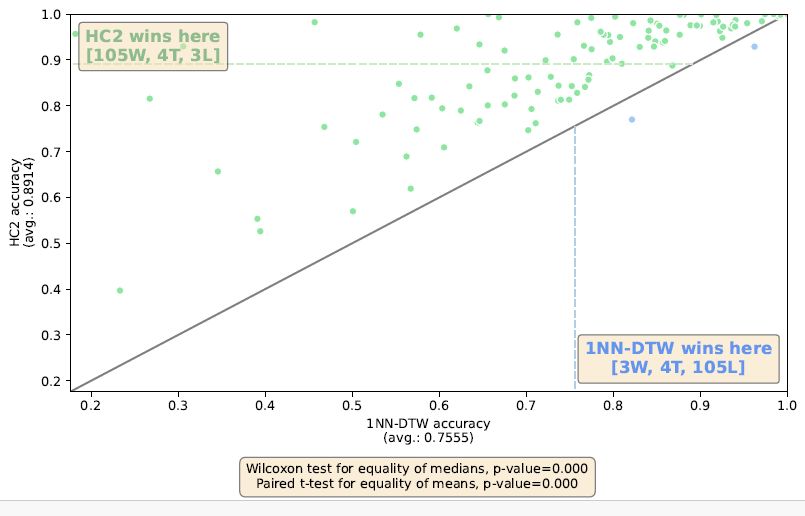 HC2 wins here
[105W, 4T, 3L]
1.0
0.9
0.8
0.7
0.6
0.5
0.4
0.3
0.2
HC2 accuracy
(avg.: 0.8914)
1NN-DTW wins here
[3W, 4T, 105L]
0.2 0.3 0.4 0.5 0.6 0.7 0.8 0.9 1.0
1NN-DTW accuracy
(avg.: 0.7555)
Wilcoxon test for equality of medians, p-value=0.000
Paired t-test for equality of means, p-value=0.000